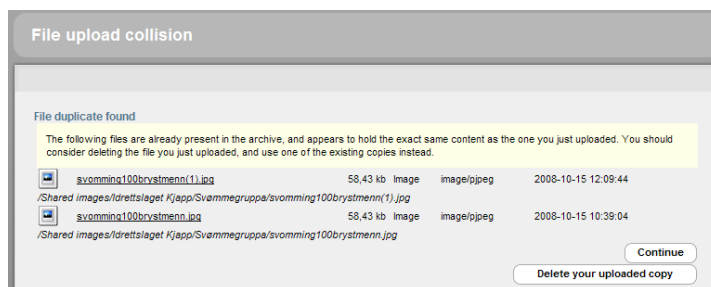 File upload collision
File duplicate found
The following files are already present in the archive, and appears to hold the exact same content as the one you just uploaded. You should
consider deleting the file you just uploaded, and use one of the existing copies instead.
svomming100brystmenn(1).jpg 58,43 kb Image image/pjpeg 2008-10-15 12:09:44
/Shared images/Idrettslaget Kjapp/Svømmegruppa/svomming100brystmenn(1).jpg
svomming100brystmenn.jpg 58,43 kb Image image/pjpeg 2008-10-15 10:39:04
/Shared images/Idrettslaget Kjapp/Svømmegruppa/svomming100brystmenn.jpg
Continue
Delete your uploaded copy